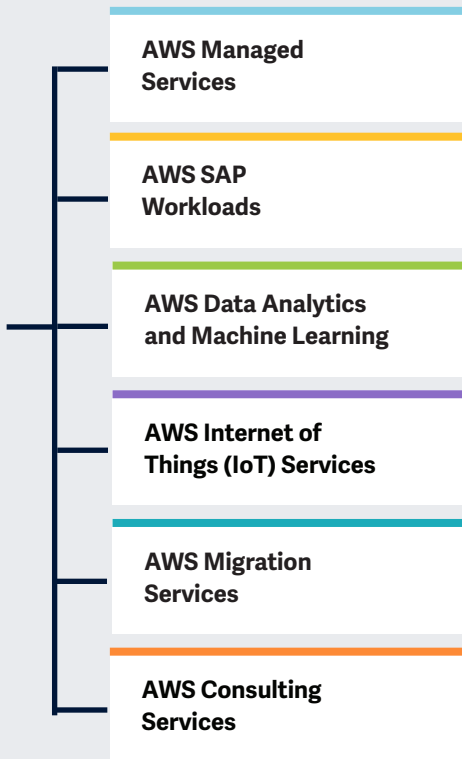 AWS Managed
Services
AWS SAP
Workloads
AWS Data Analytics
and Machine Learning
AWS Internet of
Things (IoT) Services
AWS Migration
Services
AWS Consulting
Services